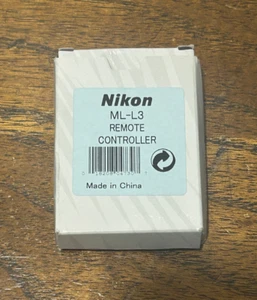 Nikon
ML-L3
REMOTE
CONTROLLER
Made in China